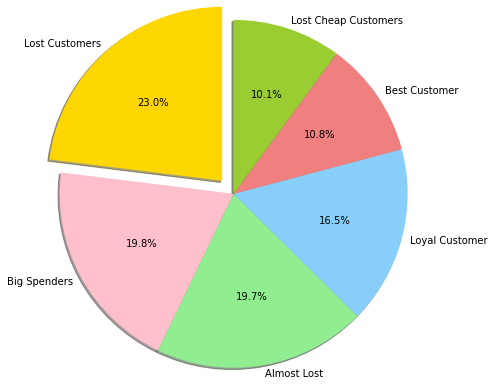 Lost Cheap Customers
Lost Customers
Best Customer
10.1%
23.0%
10.8%
16.5%
Loyal Customer
19.8%
Big Spenders
19.7%
Almost Lost